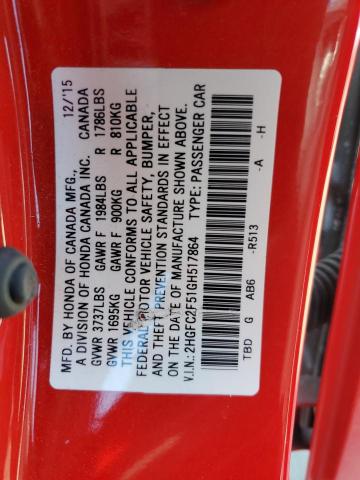 MFD. BY HONDA OF CANADA MFG., 12/'15
A DIVISION OF HONDA CANADA INC. CANADA
GVWR 3737LBS GAWR F 1984LBS R 1786LBS
GVWR 1695KG GAWR F 900KG R 810KG
THIS VEHICLE CONFORMS TO ALL APPLICABLE
FEDERAL MOTOR VEHICLE SAFETY, BUMPER,
AND THEFT PREVENTION STANDARDS IN EFFECT
ON THE DATE OF MANUFACTURE SHOWN ABOVE.
V.I.N.: 2HGFC2F51GH517864 TYPE: PASSENGER CAR
TBD G AB6 -R513 -A -H